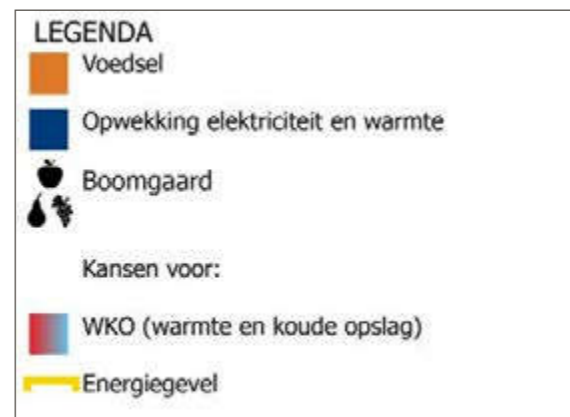 LEGENDA
Voedsel
Opwekking elektriciteit en warmte
Boomgaard
Kansen voor:
WKO (warmte en koude opslag)
Energiegevel